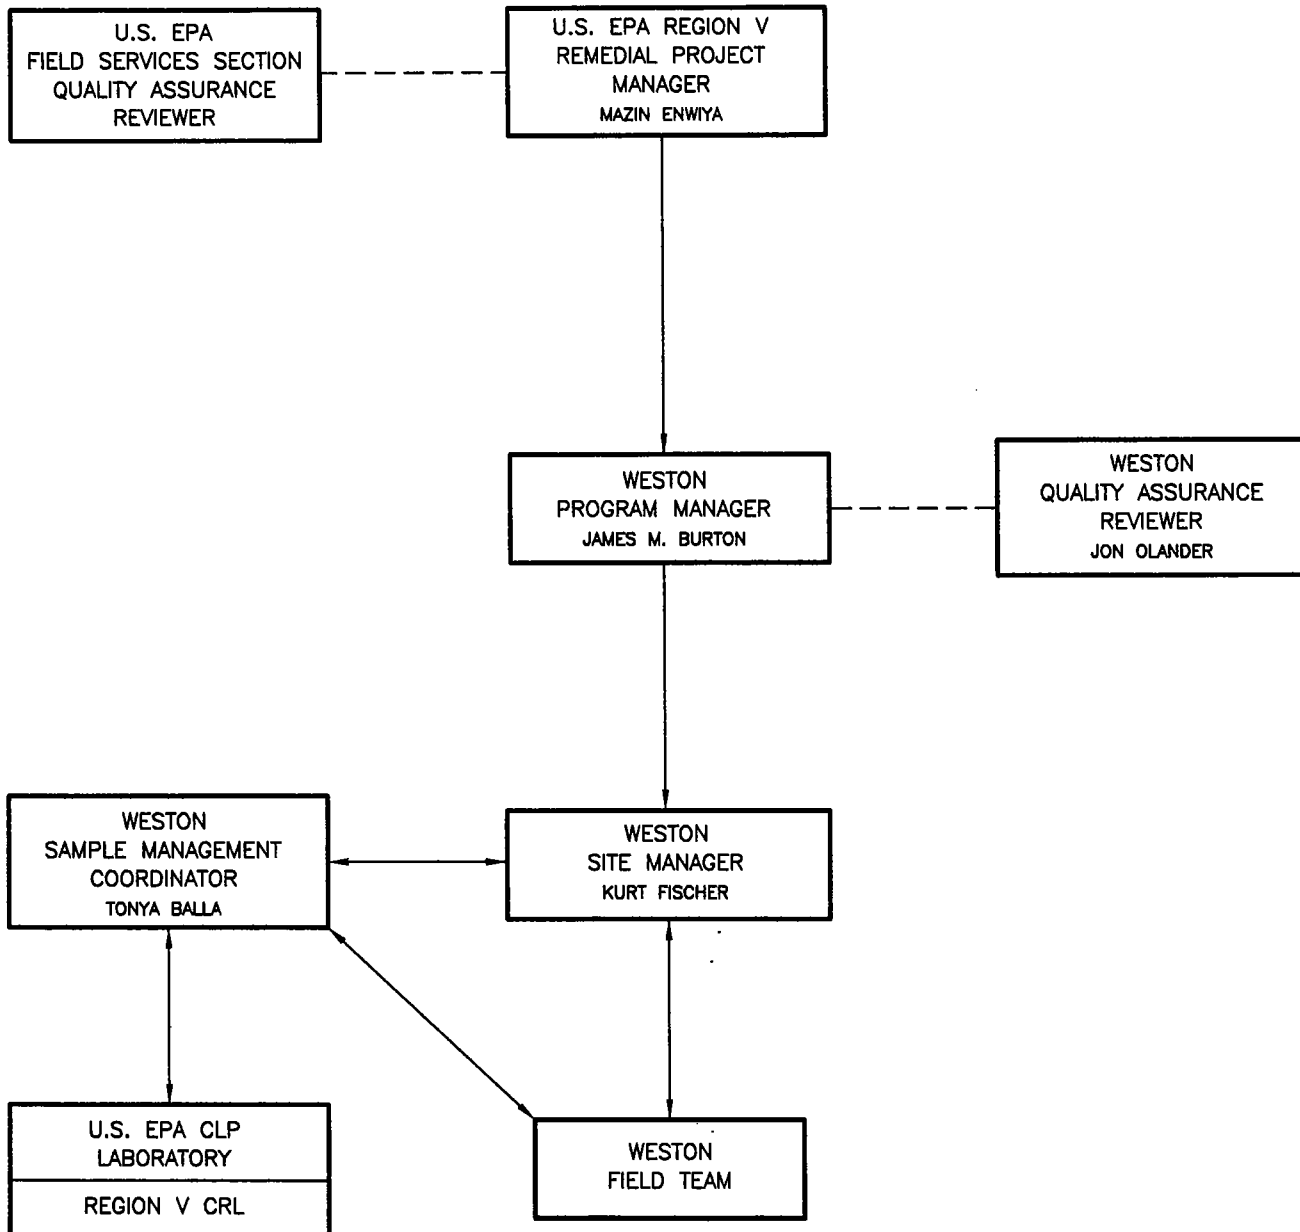 U.S. EPA
FIELD SERVICES SECTION
QUALITY ASSURANCE
REVIEWER
U.S. EPA REGION V
REMEDIAL PROJECT
MANAGER
MAZIN ENWIYA
WESTON
PROGRAM MANAGER
JAMES M. BURTON
WESTON
QUALITY ASSURANCE
REVIEWER
JON OLANDER
WESTON
SAMPLE MANAGEMENT
COORDINATOR
TONYA BALLA
WESTON
SITE MANAGER
KURT FISCHER
U.S. EPA CLP
LABORATORY
REGION V CRL
WESTON
FIELD TEAM